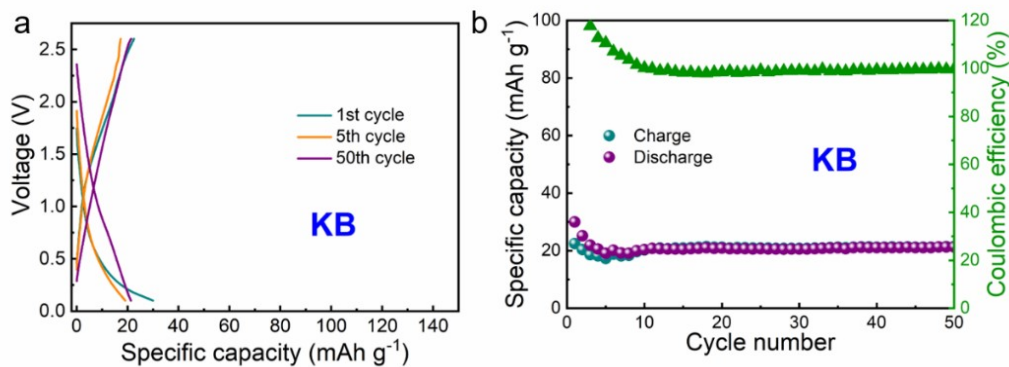 a
Voltage (V)
2.5
2.0
1.5
1.0
0.5
0.0
1st cycle
5th cycle
50th cycle
KB
0 20 40 60 80 100 120 140
Specific capacity (mAh g⁻¹)
b
Specific capacity (mAh g⁻¹)
100
80
60
40
20
0
Charge
Discharge
KB
120
100
80
60
40
20
0
Coulombic efficiency (%)
0 10 20 30 40 50
Cycle number